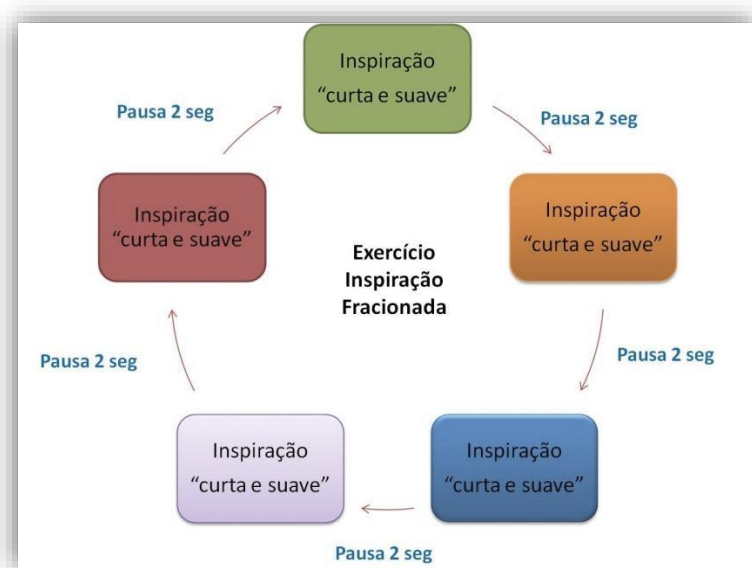 Inspiração
“curta e suave”
Pausa 2 seg
Pausa 2 seg
Inspiração
“curta e suave”
Inspiração
“curta e suave”
Exercício
Inspiração
Fracionada
Pausa 2 seg
Pausa 2 seg
Inspiração
“curta e suave”
Inspiração
“curta e suave”
Pausa 2 seg